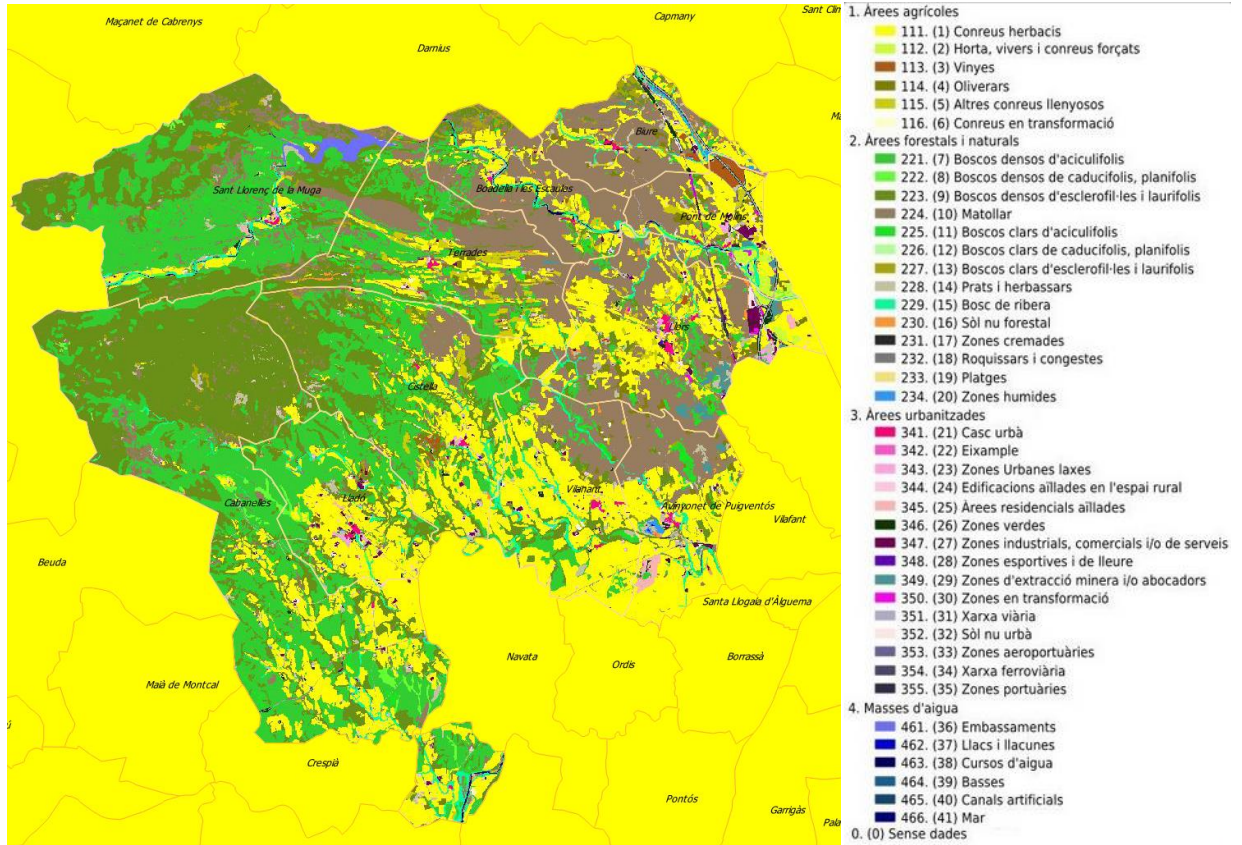 Maçanet de Cabrenys
Capmany
Sant Clim
Darnius
Biure
Sant Llorenç de la Muga
Boadella i les Escaules
Pont de Molins
Terrades
Llers
Cistella
Cabanelles
Lladó
Vilanant
Avinyonet de Puigventós
Vilafant
Beuda
Santa Llogaia d'Àlguema
Navata
Ordis
Borrassà
Maià de Montcal
Crespià
Pontós
Garrigàs
1. Àrees agrícoles
111. (1) Conreus herbacis
112. (2) Horta, vivers i conreus forçats
113. (3) Vinyes
114. (4) Oliverars
115. (5) Altres conreus llenyosos
116. (6) Conreus en transformació
2. Àrees forestals i naturals
221. (7) Boscos densos d'aciculifolis
222. (8) Boscos densos de caducifolis, planifolis
223. (9) Boscos densos d'esclerofil·les i laurifolis
224. (10) Matollar
225. (11) Boscos clars d'aciculifolis
226. (12) Boscos clars de caducifolis, planifolis
227. (13) Boscos clars d'esclerofil·les i laurifolis
228. (14) Prats i herbassars
229. (15) Bosc de ribera
230. (16) Sòl nu forestal
231. (17) Zones cremades
232. (18) Roquissars i congestes
233. (19) Platges
234. (20) Zones humides
3. Àrees urbanitzades
341. (21) Casc urbà
342. (22) Eixample
343. (23) Zones Urbanes laxes
344. (24) Edificacions aïllades en l'espai rural
345. (25) Àrees residencials aïllades
346. (26) Zones verdes
347. (27) Zones industrials, comercials i/o de serveis
348. (28) Zones esportives i de lleure
349. (29) Zones d'extracció minera i/o abocadors
350. (30) Zones en transformació
351. (31) Xarxa viària
352. (32) Sòl nu urbà
353. (33) Zones aeroportuàries
354. (34) Xarxa ferroviària
355. (35) Zones portuàries
4. Masses d'aigua
461. (36) Embassaments
462. (37) Llacs i llacunes
463. (38) Cursos d'aigua
464. (39) Basses
465. (40) Canals artificials
466. (41) Mar
0. (0) Sense dades